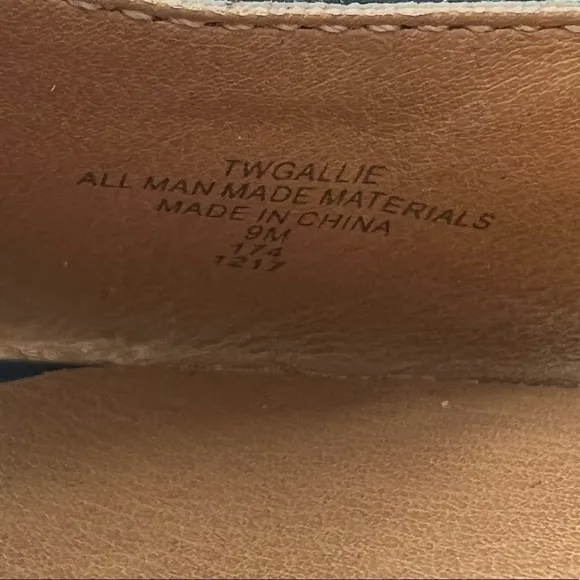 TWGALLIE
ALL MAN MADE MATERIALS
MADE IN CHINA
9M
174
1217